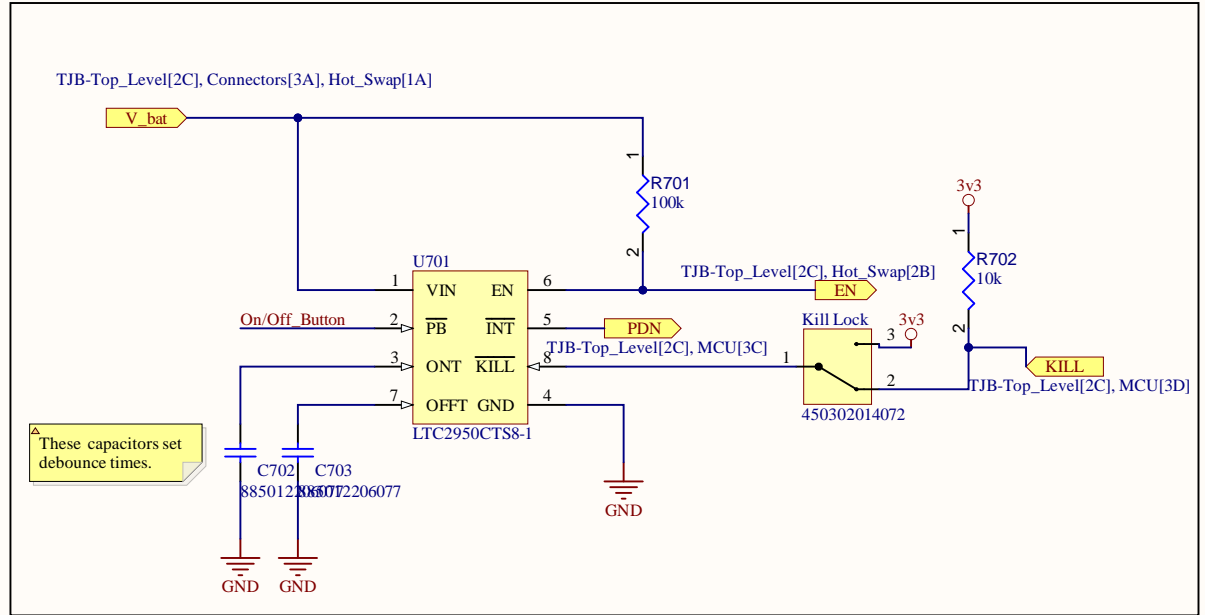 TJB-Top_Level[2C], Connectors[3A], Hot_Swap[1A]
V_bat
1
R701
100k
2
3v3
1
R702
10k
2
U701
1 VIN EN 6
TJB-Top_Level[2C], Hot_Swap[2B]
EN
On/Off_Button
2 PB INT 5
PDN
TJB-Top_Level[2C], MCU[3C]
Kill Lock
3v3
3
1
2
KILL
TJB-Top_Level[2C], MCU[3D]
450302014072
3 ONT KILL 8
7 OFFT GND 4
LTC2950CTS8-1
These capacitors set
debounce times.
C702 C703
885012206077
885012206077
GND
GND
GND